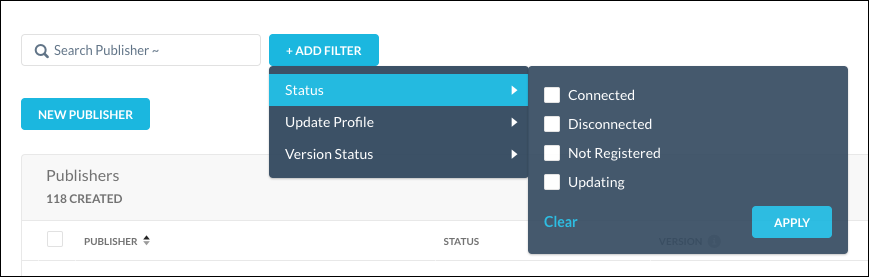 Search Publisher ~
+ ADD FILTER
Status
Update Profile
Version Status
Connected
Disconnected
Not Registered
Updating
Clear
APPLY
NEW PUBLISHER
Publishers
118 CREATED
PUBLISHER
STATUS
VERSION